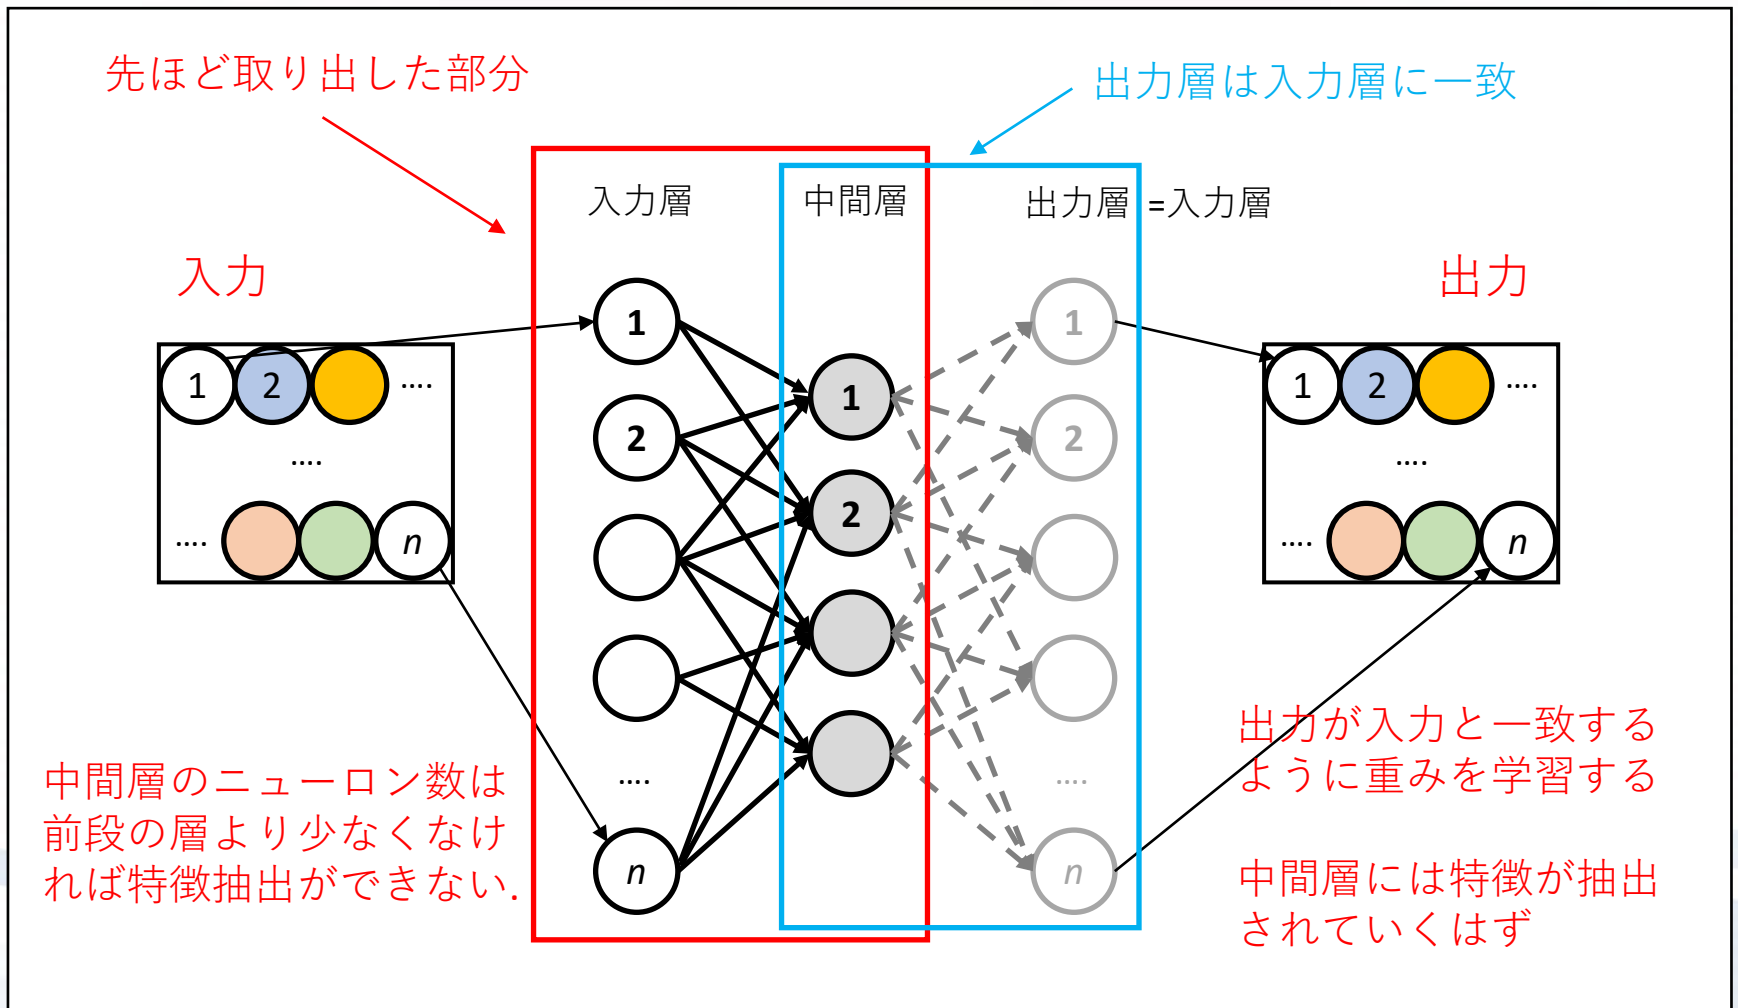 先ほど取り出した部分
出力層は入力層に一致
入力層
中間層
出力層 =入力層
入力
出力
1 2 ....
....
.... n
1
2
....
n
1
2
1
2
....
n
1 2 ....
....
.... n
中間層のニューロン数は
前段の層より少なくなけ
れば特徴抽出ができない.
出力が入力と一致する
ように重みを学習する
中間層には特徴が抽出
されていくはず